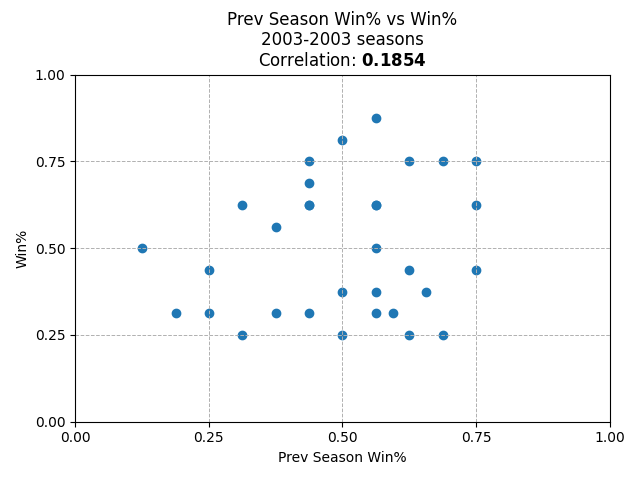 Prev Season Win% vs Win%
2003-2003 seasons
Correlation: 0.1854
1.00
0.75
0.50
0.25
0.00
Win%
0.00 0.25 0.50 0.75 1.00
Prev Season Win%